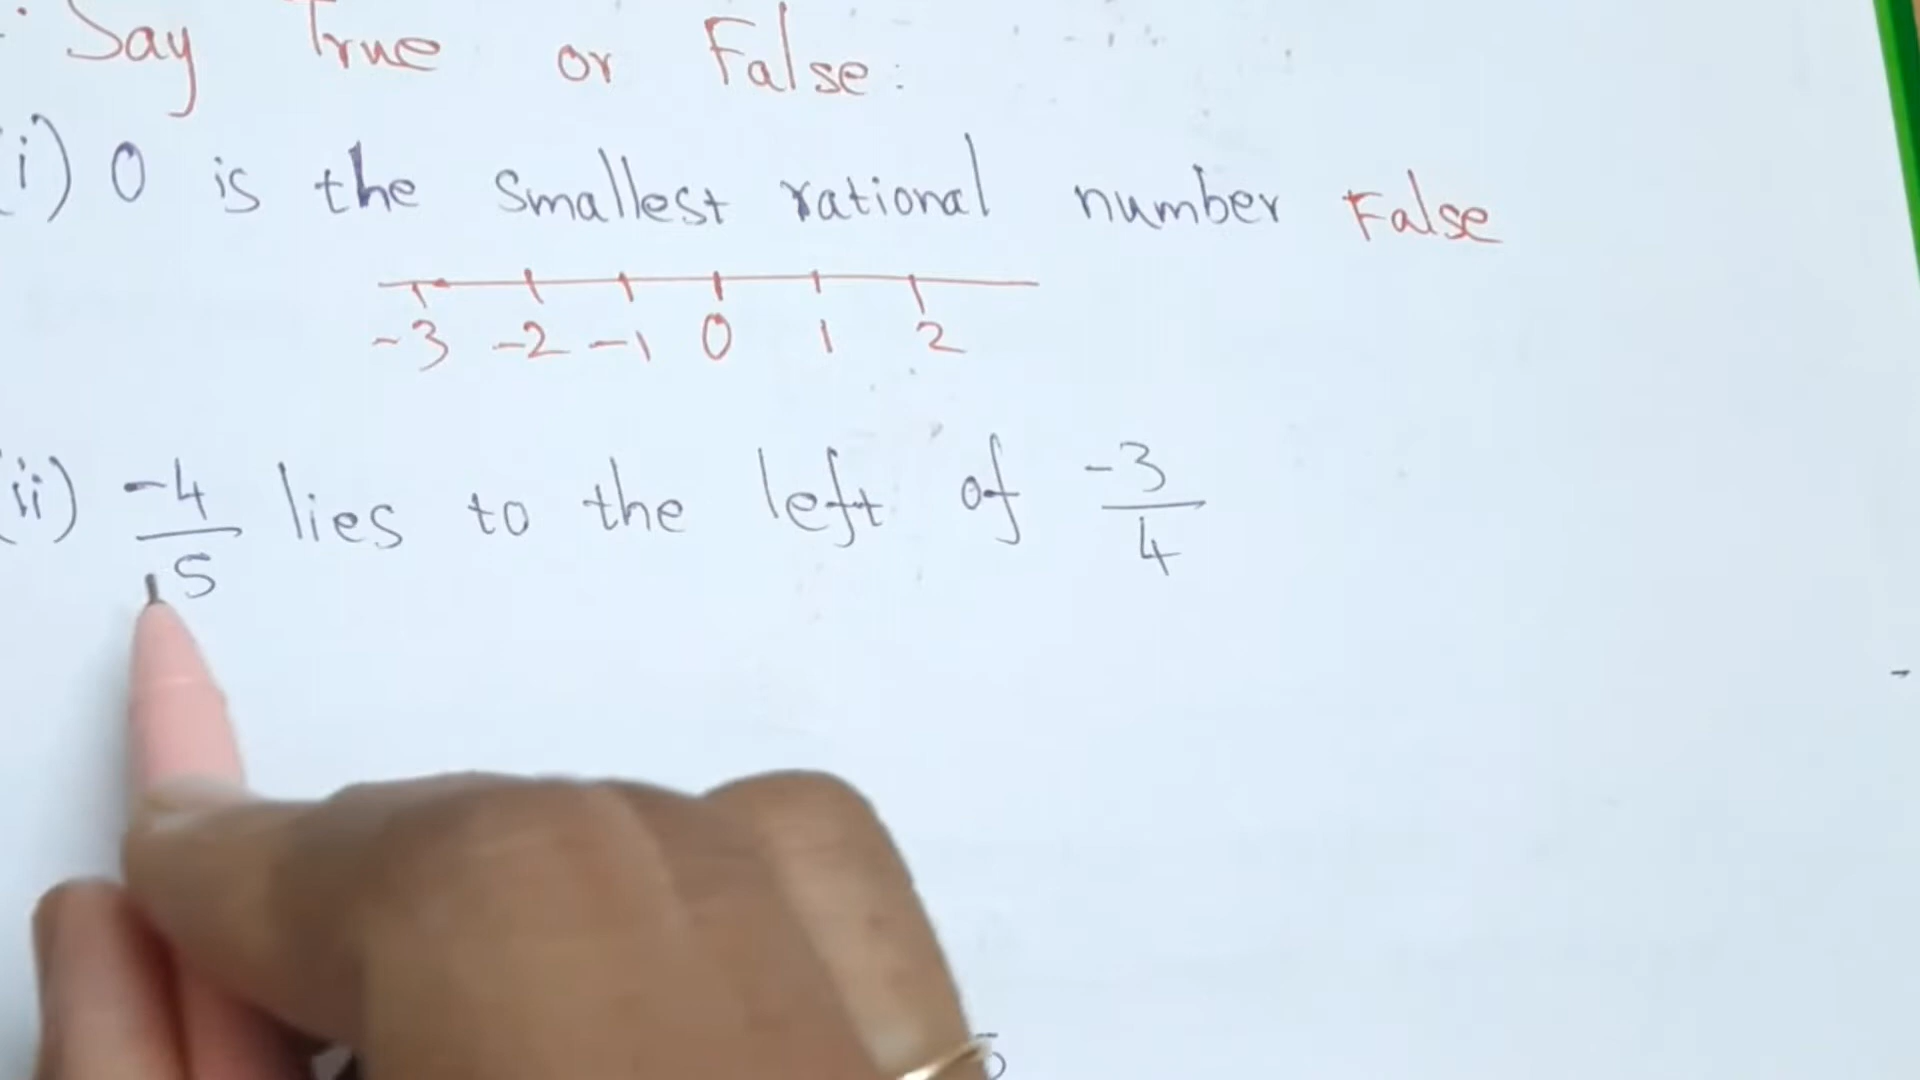 Say True or False:
(i) 0 is the smallest rational number False
-3 -2 -1 0 1 2
(ii) -4/5 lies to the left of -3/4